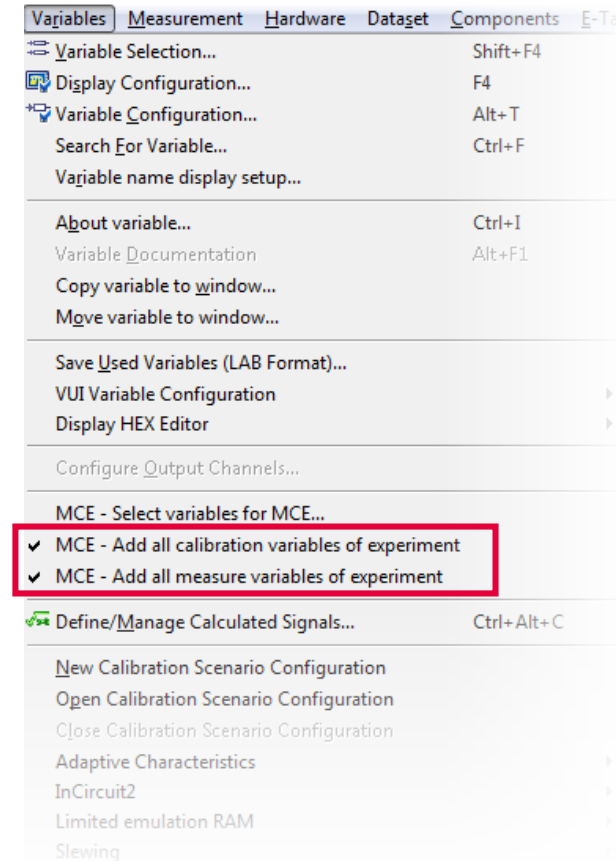 Variables Measurement Hardware Dataset Components E-Ta
Variable Selection... Shift+F4
Display Configuration... F4
Variable Configuration... Alt+T
Search For Variable... Ctrl+F
Variable name display setup...
About variable... Ctrl+I
Variable Documentation Alt+F1
Copy variable to window...
Move variable to window...
Save Used Variables (LAB Format)...
VUI Variable Configuration
Display HEX Editor
Configure Output Channels...
MCE - Select variables for MCE...
MCE - Add all calibration variables of experiment
MCE - Add all measure variables of experiment
Define/Manage Calculated Signals... Ctrl+Alt+C
New Calibration Scenario Configuration
Open Calibration Scenario Configuration
Close Calibration Scenario Configuration
Adaptive Characteristics
InCircuit2
Limited emulation RAM
Slewing